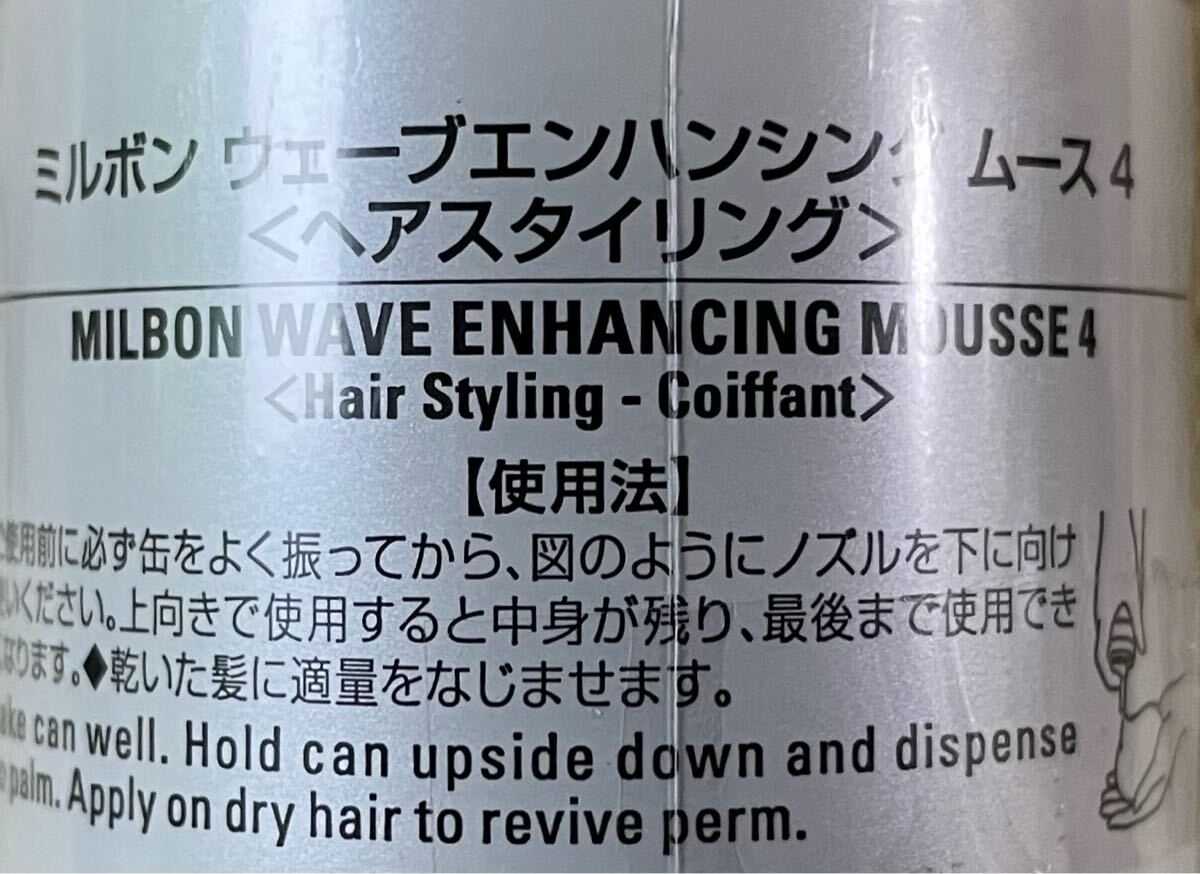 ミルボン ウェーブエンハンシング ムース4
<ヘアスタイリング>
MILBON WAVE ENHANCING MOUSSE4
<Hair Styling - Coiffant>
【使用法】
使用前に必ず缶をよく振ってから、図のようにノズルを下に向け
いください。上向きで使用すると中身が残り、最後まで使用でき
なります。◆乾いた髪に適量をなじませます。
can well. Hold can upside down and dispense
palm. Apply on dry hair to revive perm.